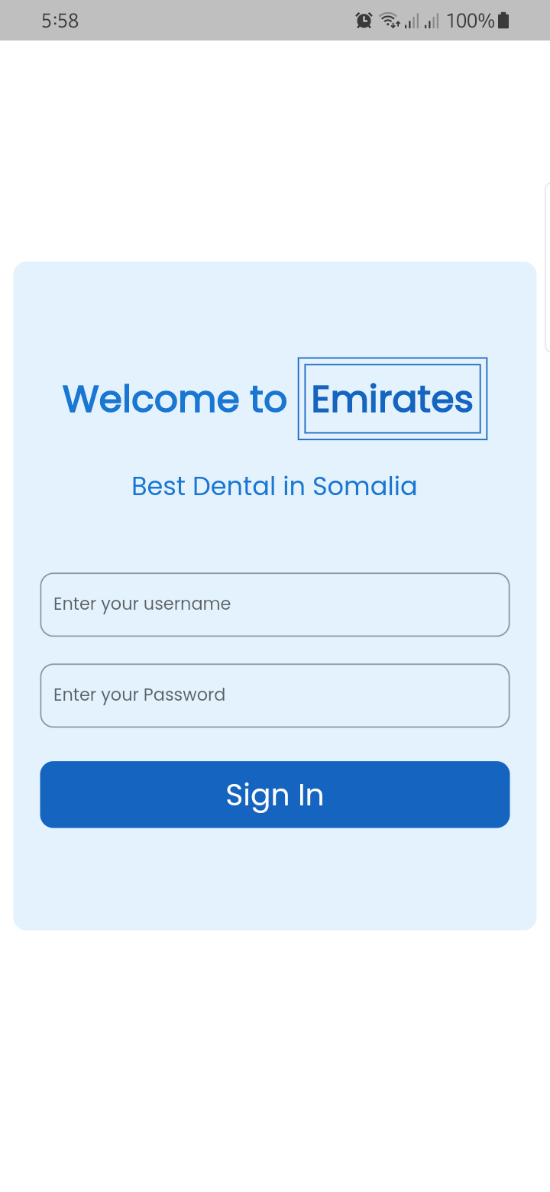 5:58 100%
Welcome to Emirates
Best Dental in Somalia
Enter your username
Enter your Password
Sign In